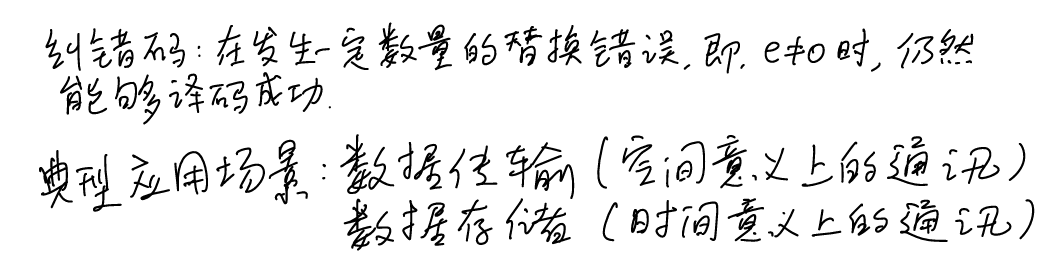 纠错码:在发生一定数量的替换错误,即,e≠0时,仍然
能够译码成功.
典型应用场景:数据传输(空间意义上的通讯)
数据存储(时间意义上的通讯)